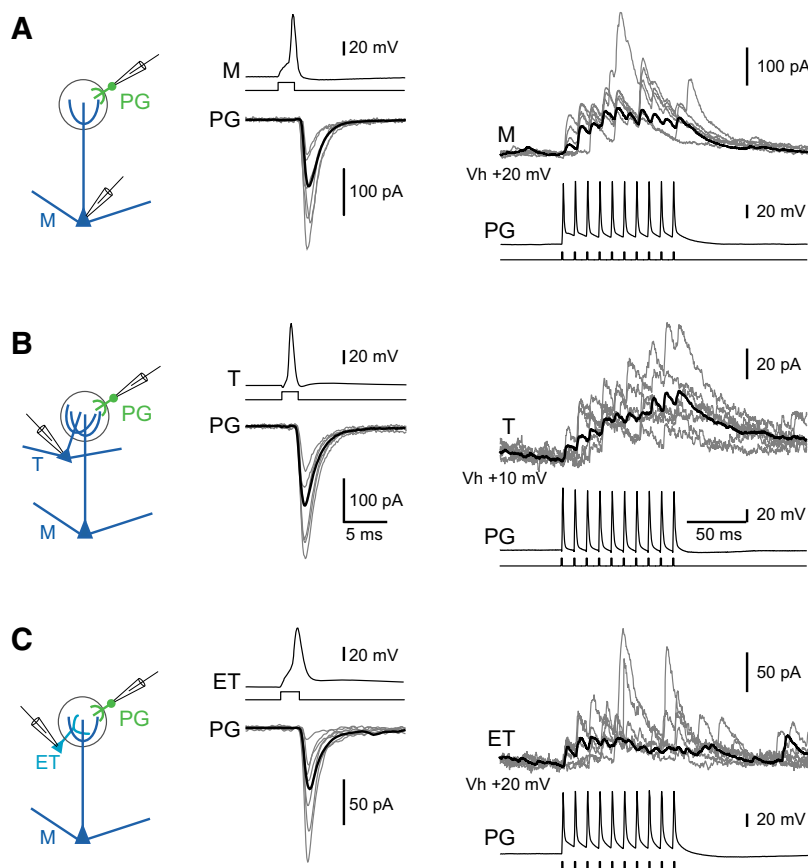 A
PG
M
M
20 mV
PG
100 pA
100 pA
M
Vh +20 mV
20 mV
PG
B
PG
T
M
T
20 mV
PG
100 pA
5 ms
20 pA
T
Vh +10 mV
20 mV
PG
50 ms
C
PG
ET
M
ET
20 mV
PG
50 pA
50 pA
ET
Vh +20 mV
20 mV
PG